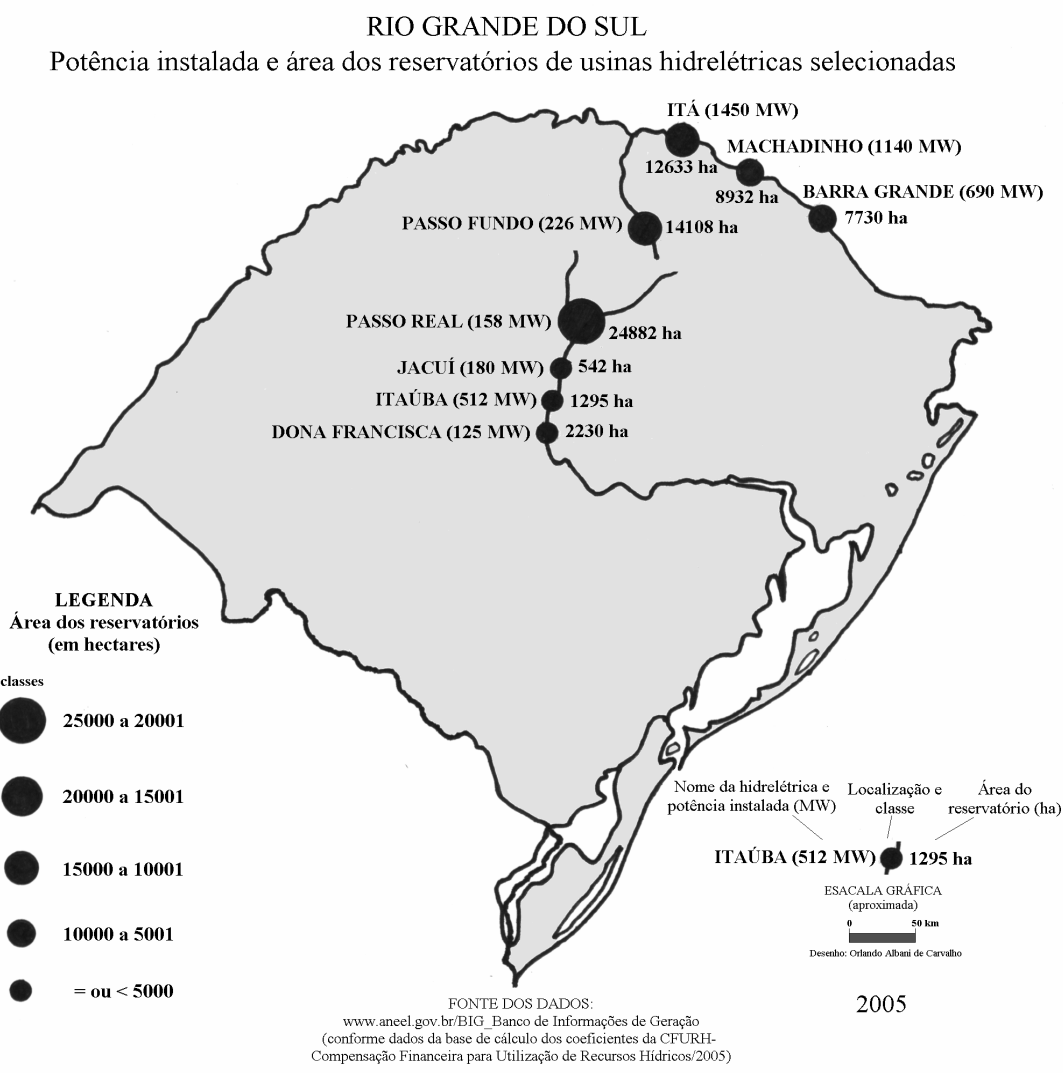 RIO GRANDE DO SUL
Potência instalada e área dos reservatórios de usinas hidrelétricas selecionadas
ITÁ (1450 MW)
12633 ha
MACHADINHO (1140 MW)
8932 ha
BARRA GRANDE (690 MW)
7730 ha
PASSO FUNDO (226 MW)
14108 ha
PASSO REAL (158 MW)
24882 ha
JACUÍ (180 MW)
542 ha
ITAÚBA (512 MW)
1295 ha
DONA FRANCISCA (125 MW)
2230 ha
LEGENDA
Área dos reservatórios
(em hectares)
classes
25000 a 20001
20000 a 15001
15000 a 10001
10000 a 5001
= ou < 5000
Nome da hidrelétrica e
potência instalada (MW)
Localização e
classe
Área do
reservatório (ha)
ITAÚBA (512 MW)
1295 ha
ESACALA GRÁFICA
(aproximada)
0 50 km
Desenho: Orlando Albani de Carvalho
2005
FONTE DOS DADOS:
www.aneel.gov.br/BIG_Banco de Informações de Geração
(conforme dados da base de cálculo dos coeficientes da CFURH-
Compensação Financeira para Utilização de Recursos Hídricos/2005)